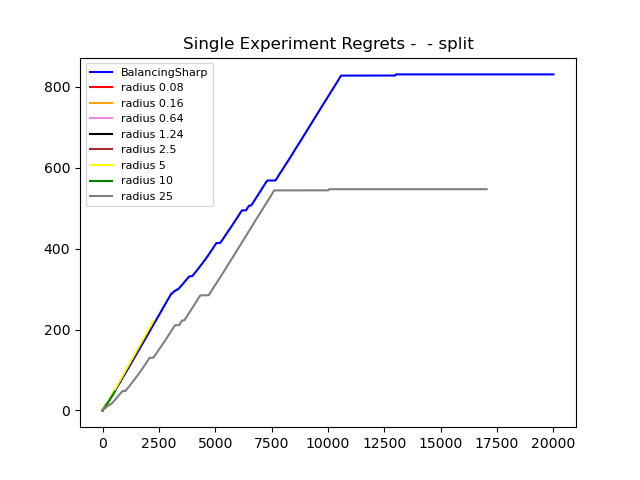 Single Experiment Regrets -  - split
BalancingSharp
radius 0.08
radius 0.16
radius 0.64
radius 1.24
radius 2.5
radius 5
radius 10
radius 25
800
600
400
200
0
0 2500 5000 7500 10000 12500 15000 17500 20000